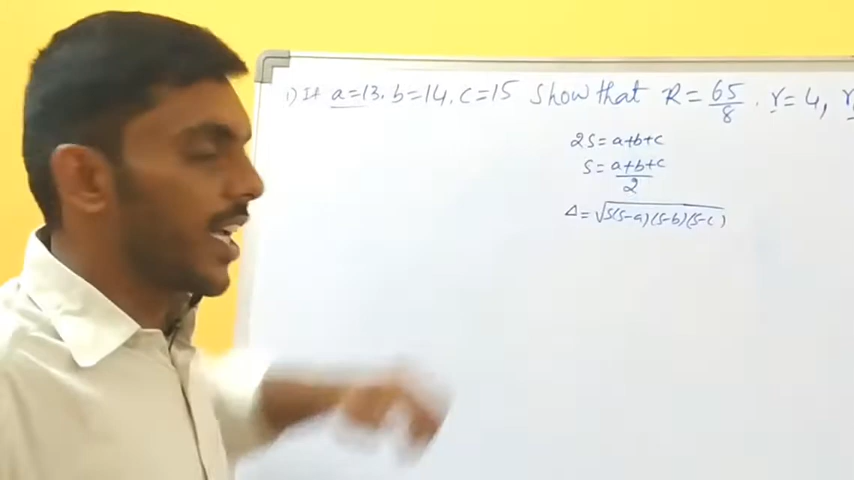 1) If a=13. b=14, c=15 Show that R = 65/8 . r = 4, r
2S = a+b+c
S = a+b+c/2
Δ = √S(S-a)(S-b)(S-c)